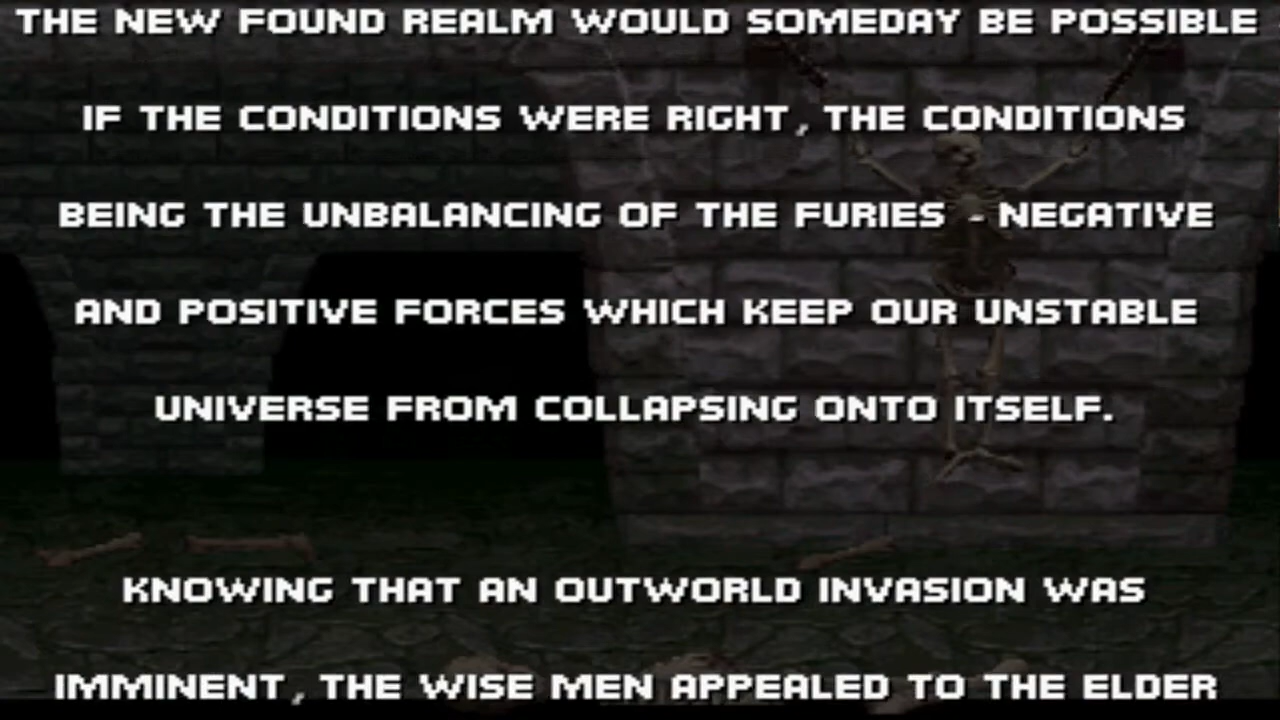 THE NEW FOUND REALM WOULD SOMEDAY BE POSSIBLE
IF THE CONDITIONS WERE RIGHT, THE CONDITIONS
BEING THE UNBALANCING OF THE FURIES - NEGATIVE
AND POSITIVE FORCES WHICH KEEP OUR UNSTABLE
UNIVERSE FROM COLLAPSING ONTO ITSELF.
KNOWING THAT AN OUTWORLD INVASION WAS
IMMINENT, THE WISE MEN APPEALED TO THE ELDER